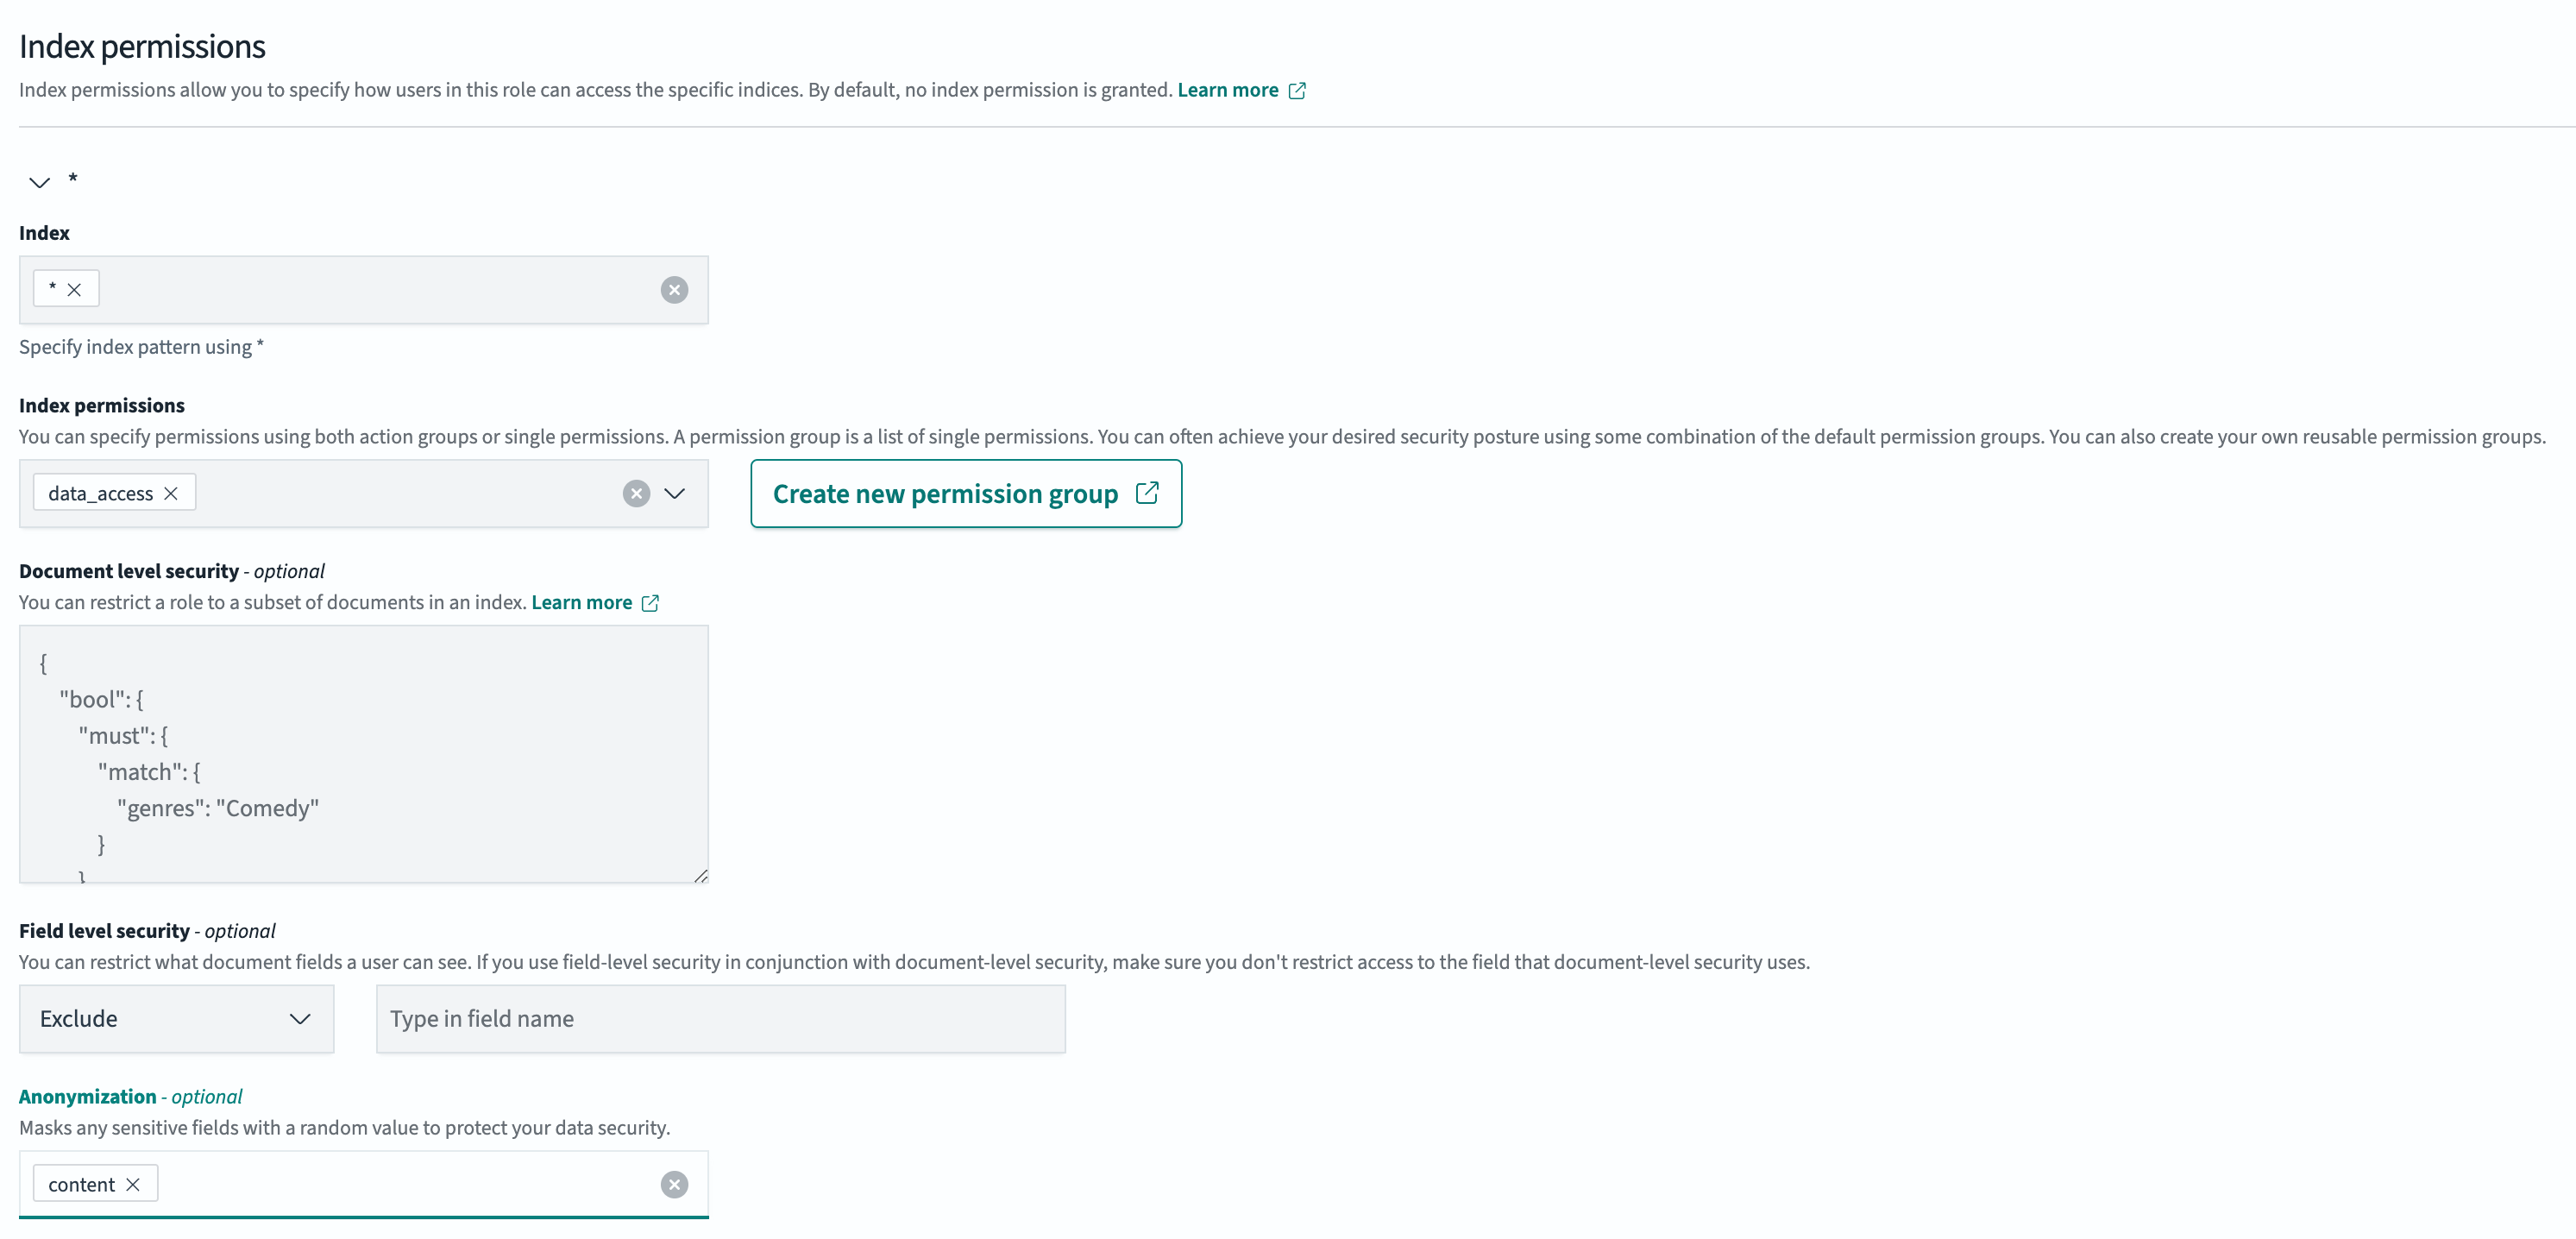 Index permissions
Index permissions allow you to specify how users in this role can access the specific indices. By default, no index permission is granted. Learn more
*
Index
*
Specify index pattern using *
Index permissions
You can specify permissions using both action groups or single permissions. A permission group is a list of single permissions. You can often achieve your desired security posture using some combination of the default permission groups. You can also create your own reusable permission groups.
data_access
Create new permission group
Document level security - optional
You can restrict a role to a subset of documents in an index. Learn more
{
"bool": {
"must": {
"match": {
"genres": "Comedy"
}
}
Field level security - optional
You can restrict what document fields a user can see. If you use field-level security in conjunction with document-level security, make sure you don't restrict access to the field that document-level security uses.
Exclude
Type in field name
Anonymization - optional
Masks any sensitive fields with a random value to protect your data security.
content